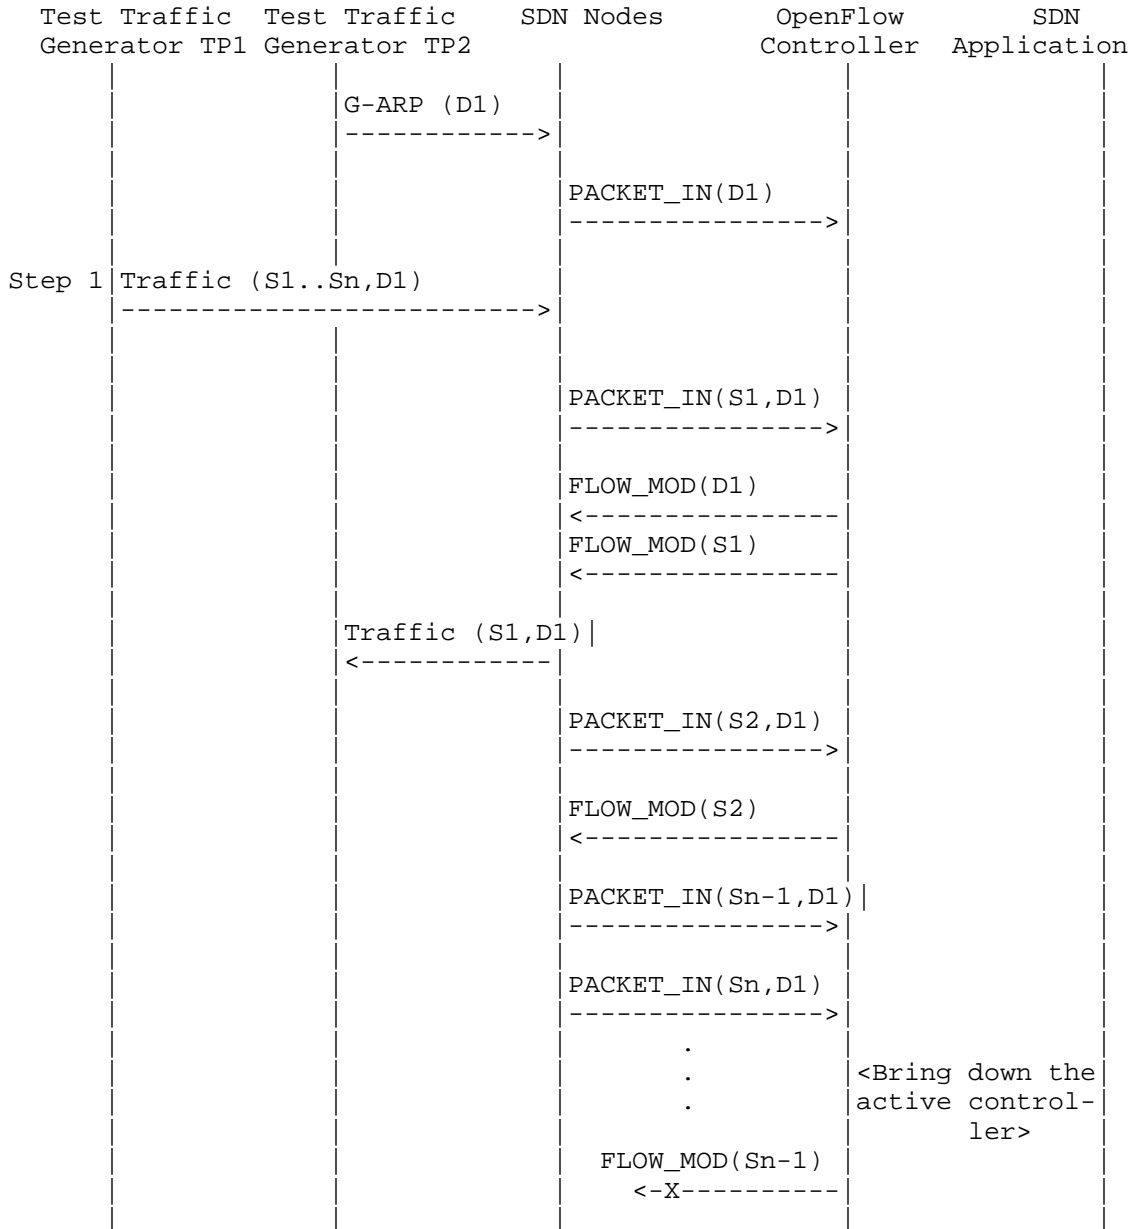 Test Traffic  Test Traffic    SDN Nodes       OpenFlow        SDN
Generator TP1 Generator TP2                  Controller  Application
G-ARP (D1)
------------>
PACKET_IN(D1)
---------------->
Step 1 Traffic (S1..Sn,D1)
-------------------------->
PACKET_IN(S1,D1)
---------------->
FLOW_MOD(D1)
<----------------
FLOW_MOD(S1)
<----------------
Traffic (S1,D1)|
<------------
PACKET_IN(S2,D1)
---------------->
FLOW_MOD(S2)
<----------------
PACKET_IN(Sn-1,D1)|
---------------->
PACKET_IN(Sn,D1)
---------------->
.
. <Bring down the
. active control-
ler>
FLOW_MOD(Sn-1)
<-X----------